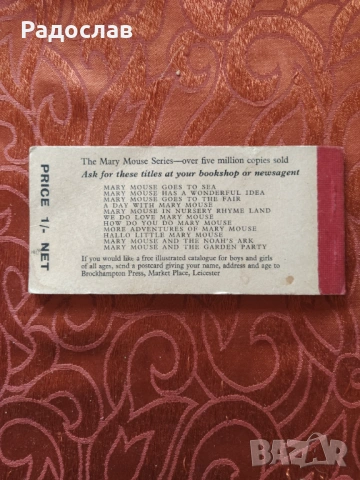 Радослав
The Mary Mouse Series—over five million copies sold
Ask for these titles at your bookshop or newsagent
MARY MOUSE GOES TO SEA
MARY MOUSE HAS A WONDERFUL IDEA
MARY MOUSE GOES TO THE FAIR
A DAY WITH MARY MOUSE
MARY MOUSE IN NURSERY RHYME LAND
WE DO LOVE MARY MOUSE
HOW DO YOU DO MARY MOUSE
MORE ADVENTURES OF MARY MOUSE
HALLO LITTLE MARY MOUSE
MARY MOUSE AND THE NOAH'S ARK
MARY MOUSE AND THE GARDEN PARTY
If you would like a free illustrated catalogue for boys and girls
of all ages, send a postcard giving your name, address and age to
Brockhampton Press, Market Place, Leicester
PRICE 1/- NET
BAZAR